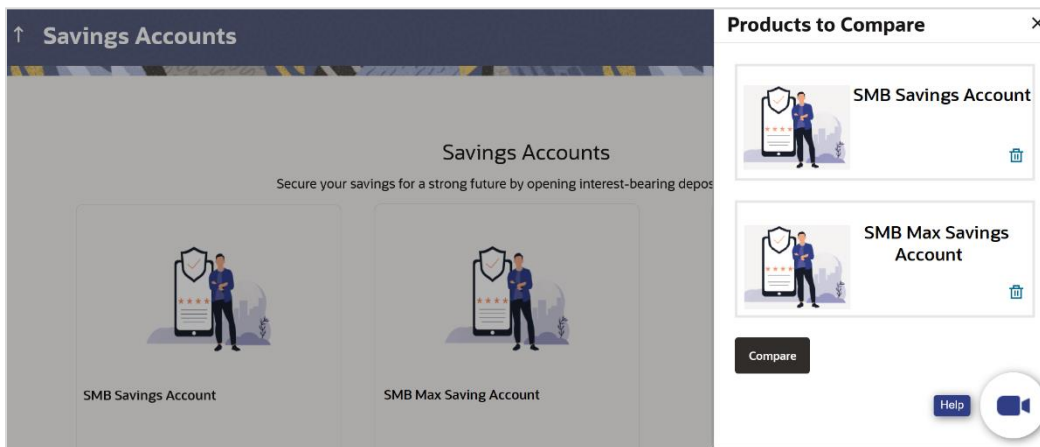 Savings Accounts
Savings Accounts
Secure your savings for a strong future by opening interest-bearing
SMB Savings Account
SMB Max Saving Account
Products to Compare
SMB Savings Account
SMB Max Savings
Account
Compare
Help